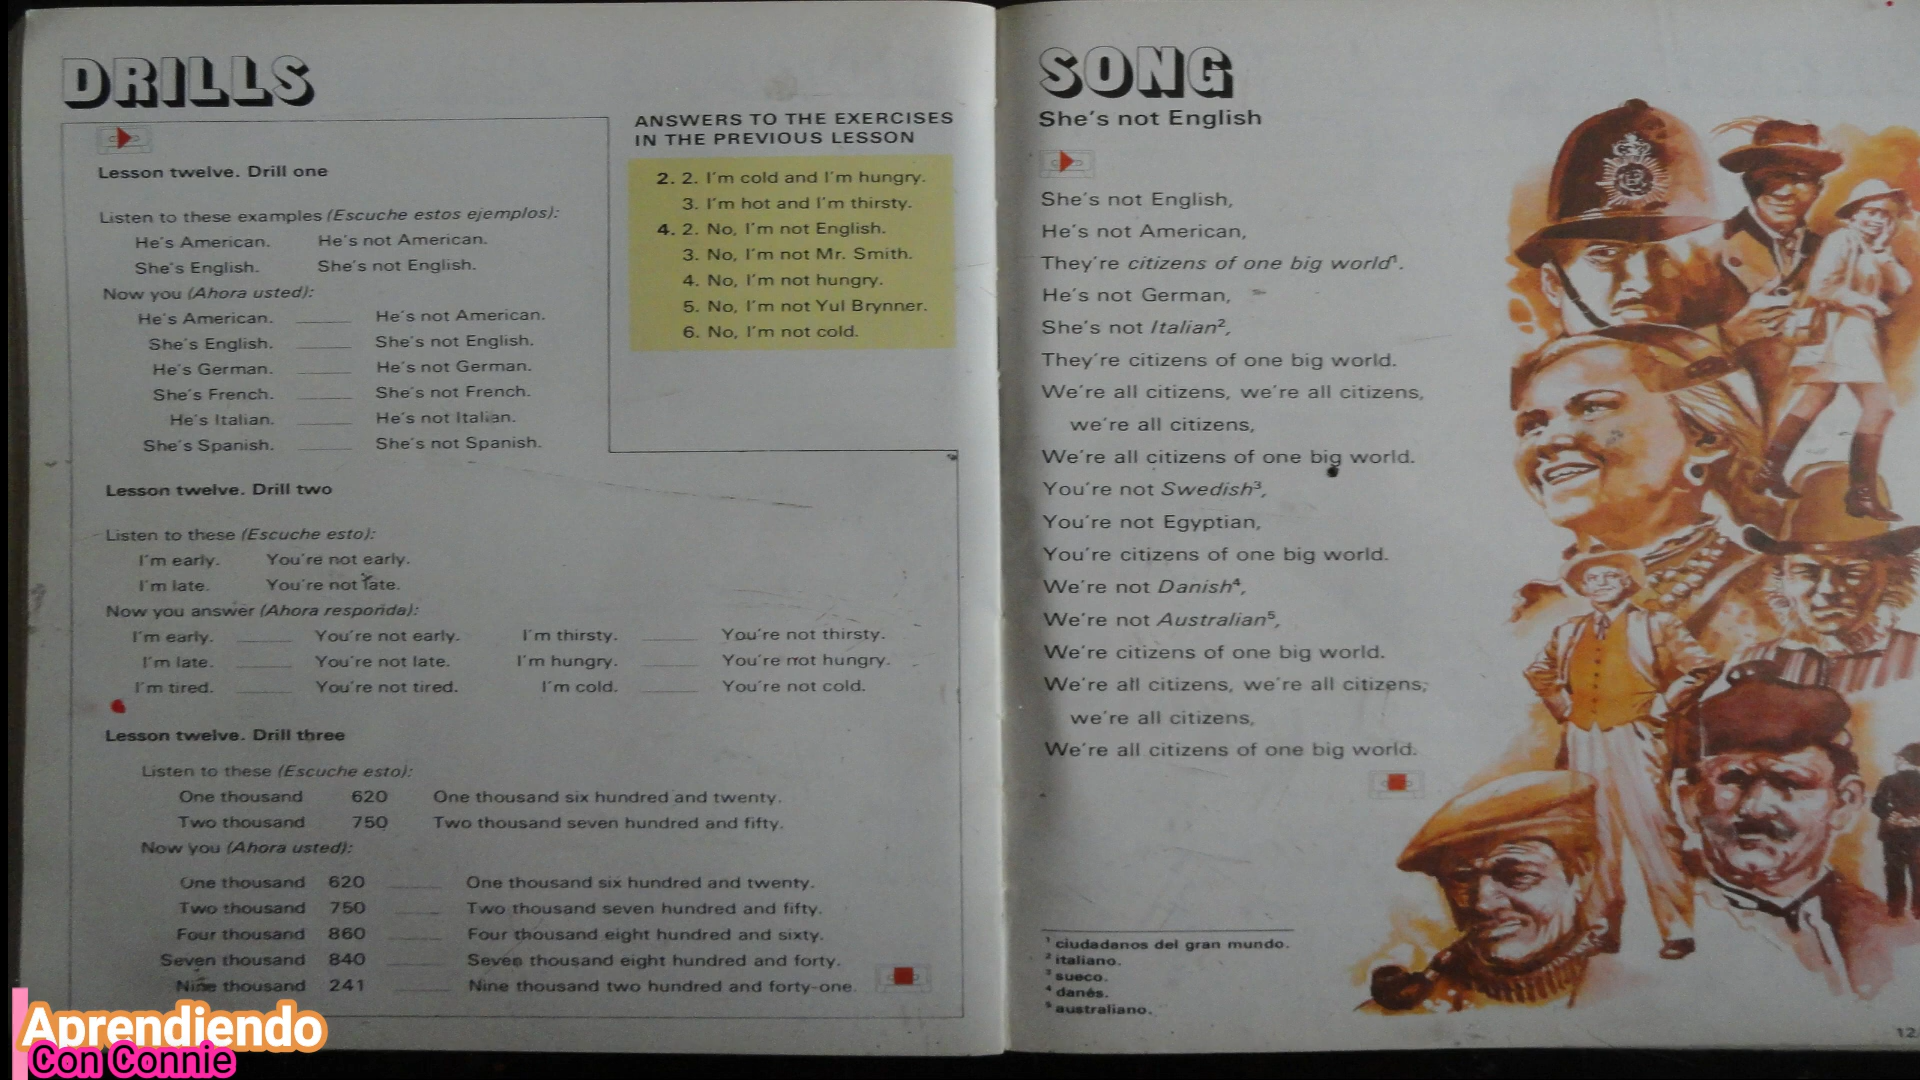 DRILLS
Lesson twelve. Drill one
Listen to these examples (Escuche estos ejemplos):
He's American. He's not American.
She's English. She's not English.
Now you (Ahora usted):
He's American. ______ He's not American.
She's English. ______ She's not English.
He's German. ______ He's not German.
She's French. ______ She's not French.
He's Italian. ______ He's not Italian.
She's Spanish. ______ She's not Spanish.
ANSWERS TO THE EXERCISES
IN THE PREVIOUS LESSON
2. 2. I'm cold and I'm hungry.
3. I'm hot and I'm thirsty.
4. 2. No, I'm not English.
3. No, I'm not Mr. Smith.
4. No, I'm not hungry.
5. No, I'm not Yul Brynner.
6. No, I'm not cold.
Lesson twelve. Drill two
Listen to these (Escuche esto):
I'm early. You're not early.
I'm late. You're not late.
Now you answer (Ahora responda):
I'm early. ______ You're not early. I'm thirsty. ______ You're not thirsty.
I'm late. ______ You're not late. I'm hungry. ______ You're not hungry.
I'm tired. ______ You're not tired. I'm cold. ______ You're not cold.
Lesson twelve. Drill three
Listen to these (Escuche esto):
One thousand 620 One thousand six hundred and twenty.
Two thousand 750 Two thousand seven hundred and fifty.
Now you (Ahora usted):
One thousand 620 ______ One thousand six hundred and twenty.
Two thousand 750 ______ Two thousand seven hundred and fifty.
Four thousand 860 ______ Four thousand eight hundred and sixty.
Seven thousand 840 ______ Seven thousand eight hundred and forty.
Nine thousand 241 ______ Nine thousand two hundred and forty-one.
Aprendiendo
Con Connie
SONG
She's not English
She's not English,
He's not American,
They're citizens of one big world¹.
He's not German,
She's not Italian²,
They're citizens of one big world.
We're all citizens, we're all citizens,
we're all citizens,
We're all citizens of one big world.
You're not Swedish³,
You're not Egyptian,
You're citizens of one big world.
We're not Danish⁴,
We're not Australian⁵,
We're citizens of one big world.
We're all citizens, we're all citizens,
we're all citizens,
We're all citizens of one big world.
¹ ciudadanos del gran mundo.
² italiano.
³ sueco.
⁴ danés.
⁵ australiano.